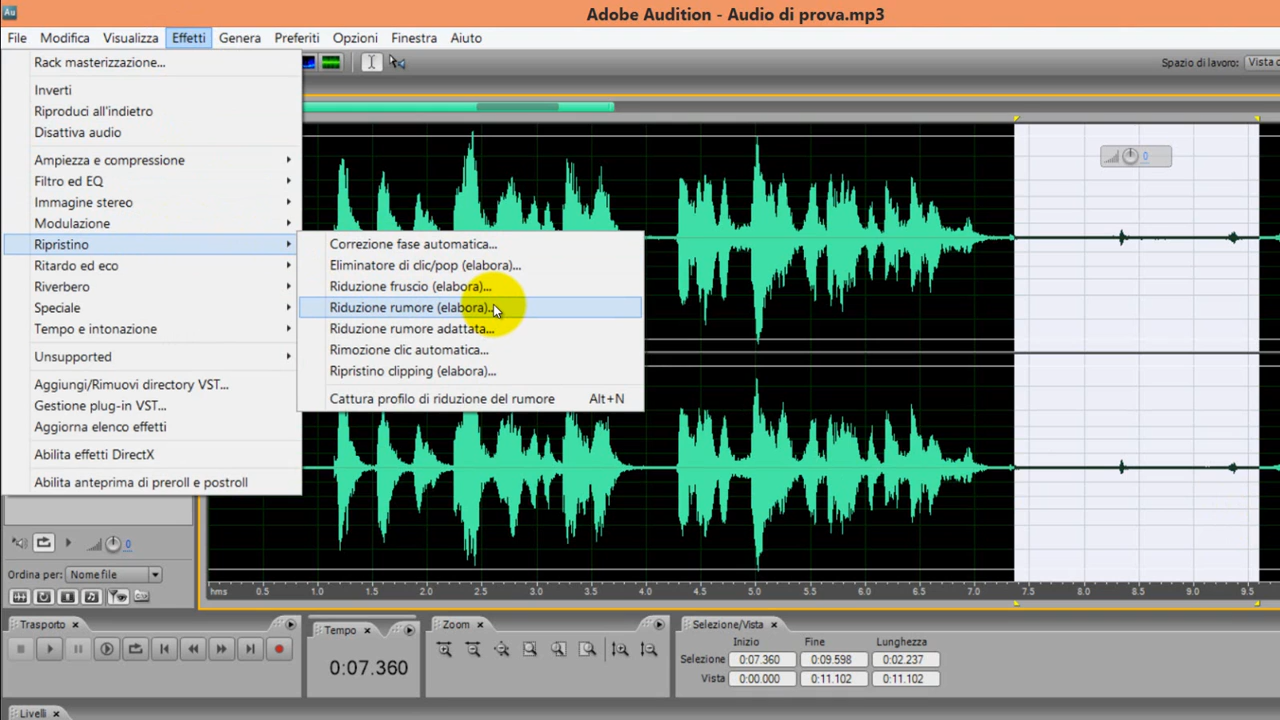 Au
Adobe Audition - Audio di prova.mp3
File Modifica Visualizza Effetti Genera Preferiti Opzioni Finestra Aiuto
Spazio di lavoro: Vista
Rack masterizzazione...
Inverti
Riproduci all'indietro
Disattiva audio
Ampiezza e compressione
Filtro ed EQ
Immagine stereo
Modulazione
Ripristino
Ritardo ed eco
Riverbero
Speciale
Tempo e intonazione
Unsupported
Aggiungi/Rimuovi directory VST...
Gestione plug-in VST...
Aggiorna elenco effetti
Abilita effetti DirectX
Abilita anteprima di preroll e postroll
Correzione fase automatica...
Eliminatore di clic/pop (elabora)...
Riduzione fruscio (elabora)...
Riduzione rumore (elabora)...
Riduzione rumore adattata...
Rimozione clic automatica...
Ripristino clipping (elabora)...
Cattura profilo di riduzione del rumore Alt+N
0
0
Ordina per: Nome file
hms 0.5 1.0 1.5 2.0 2.5 3.0 3.5 4.0 4.5 5.0 5.5 6.0 6.5 7.0 7.5 8.0 8.5 9.0 9.5
Trasporto
Tempo
0:07.360
Zoom
Selezione/Vista
Inizio Fine Lunghezza
Selezione 0:07.360 0:09.598 0:02.237
Vista 0:00.000 0:11.102 0:11.102
Livelli